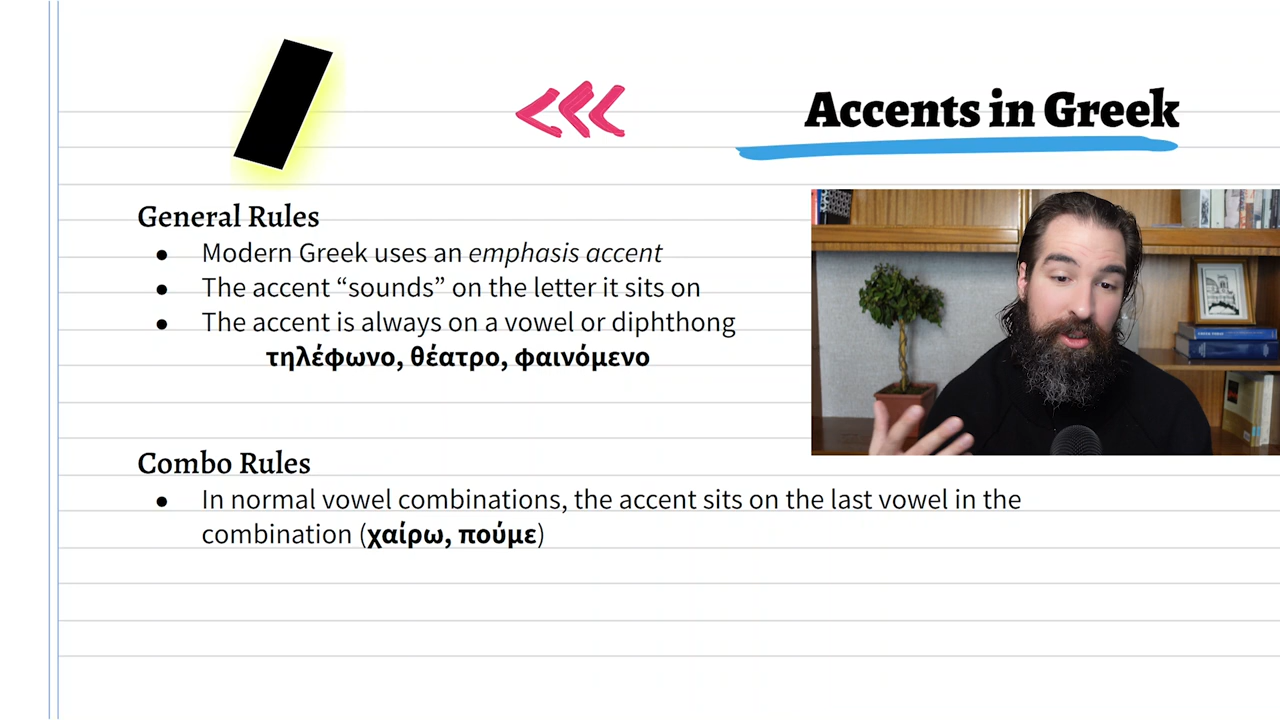 Accents in Greek
General Rules
● Modern Greek uses an emphasis accent
● The accent “sounds” on the letter it sits on
● The accent is always on a vowel or diphthong
τηλέφωνο, θέατρο, φαινόμενο
Combo Rules
● In normal vowel combinations, the accent sits on the last vowel in the
combination (χαίρω, πούμε)